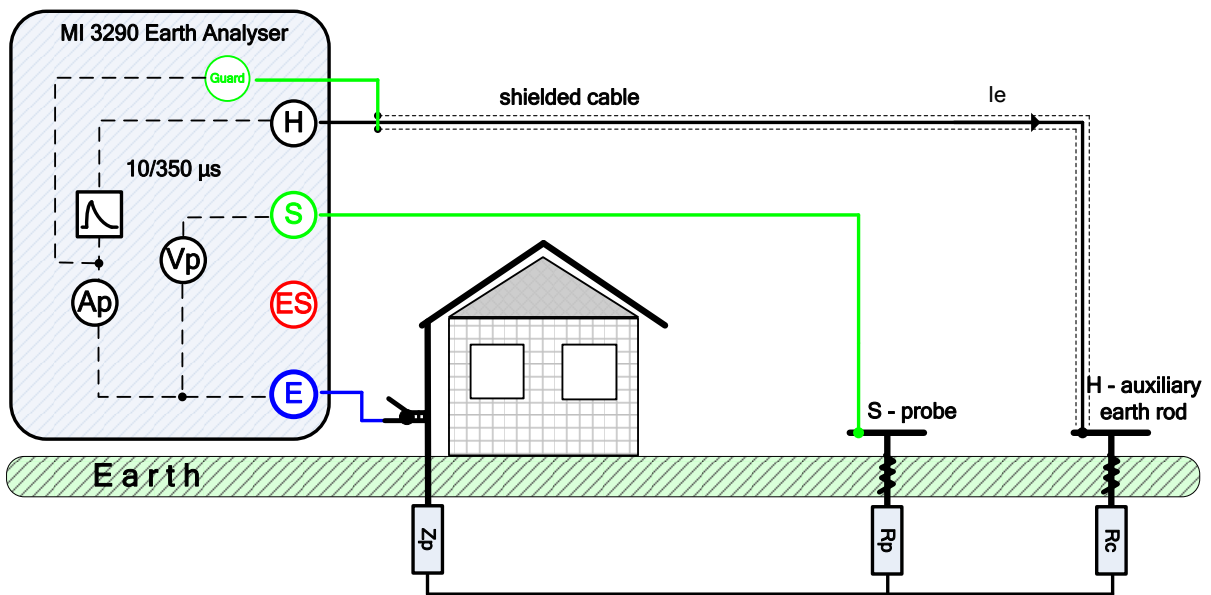 MI 3290 Earth Analyser
Guard
shielded cable
Ie
H
10/350 µs
S
Vp
Ap
ES
E
H - auxiliary
earth rod
S - probe
Earth
Zp
Rp
Rc